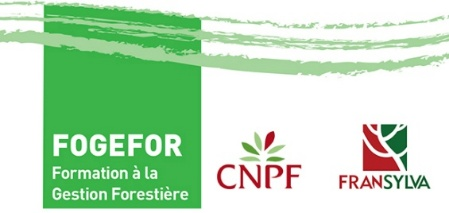 FOGEFOR
Formation à la
Gestion Forestière
CNPF
FRANSYLVA